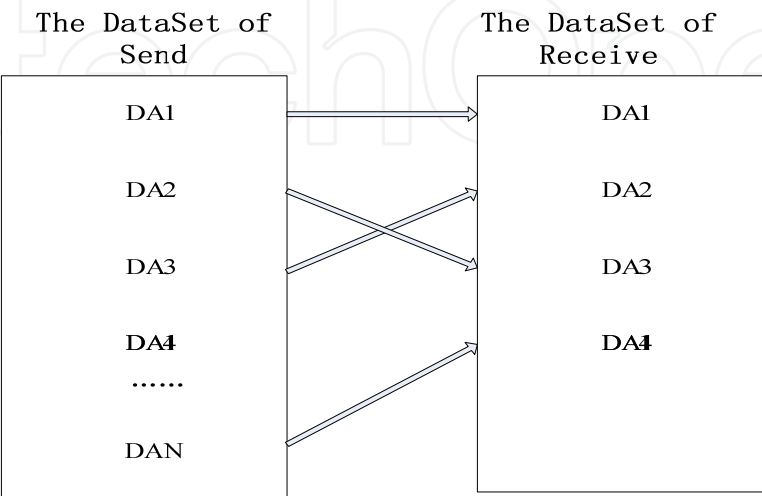 The DataSet of
Send
The DataSet of
Receive
DA1
DA1
DA2
DA2
DA3
DA3
DA4
DA4
......
DAN